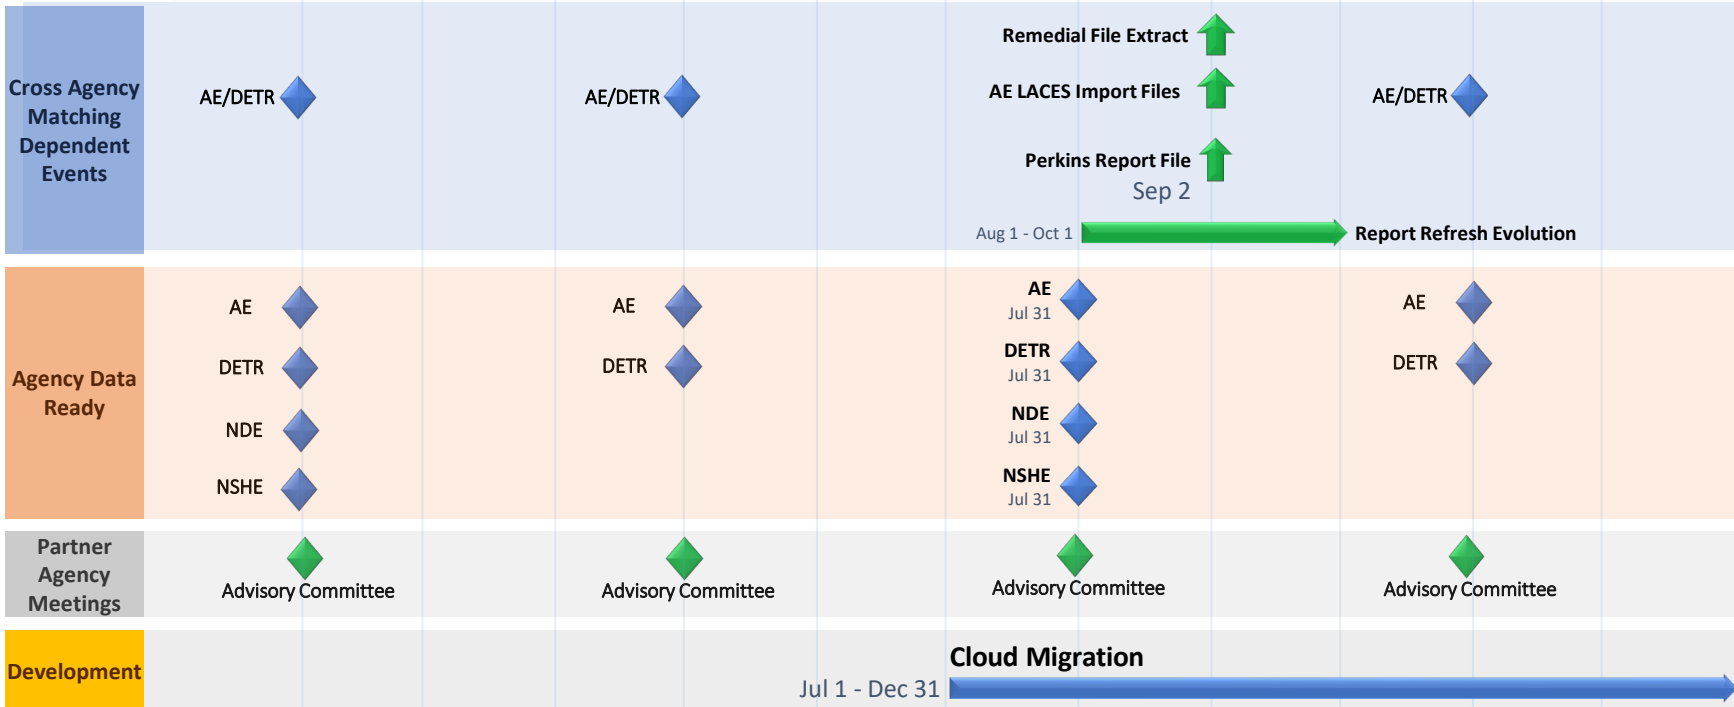 Cross Agency
Matching
Dependent
Events
AE/DETR
AE/DETR
Remedial File Extract
AE LACES Import Files
Perkins Report File
Sep 2
AE/DETR
Aug 1 - Oct 1
Report Refresh Evolution
Agency Data
Ready
AE
DETR
NDE
NSHE
AE
DETR
AE
Jul 31
DETR
Jul 31
NDE
Jul 31
NSHE
Jul 31
AE
DETR
Partner
Agency
Meetings
Advisory Committee
Advisory Committee
Advisory Committee
Advisory Committee
Development
Cloud Migration
Jul 1 - Dec 31